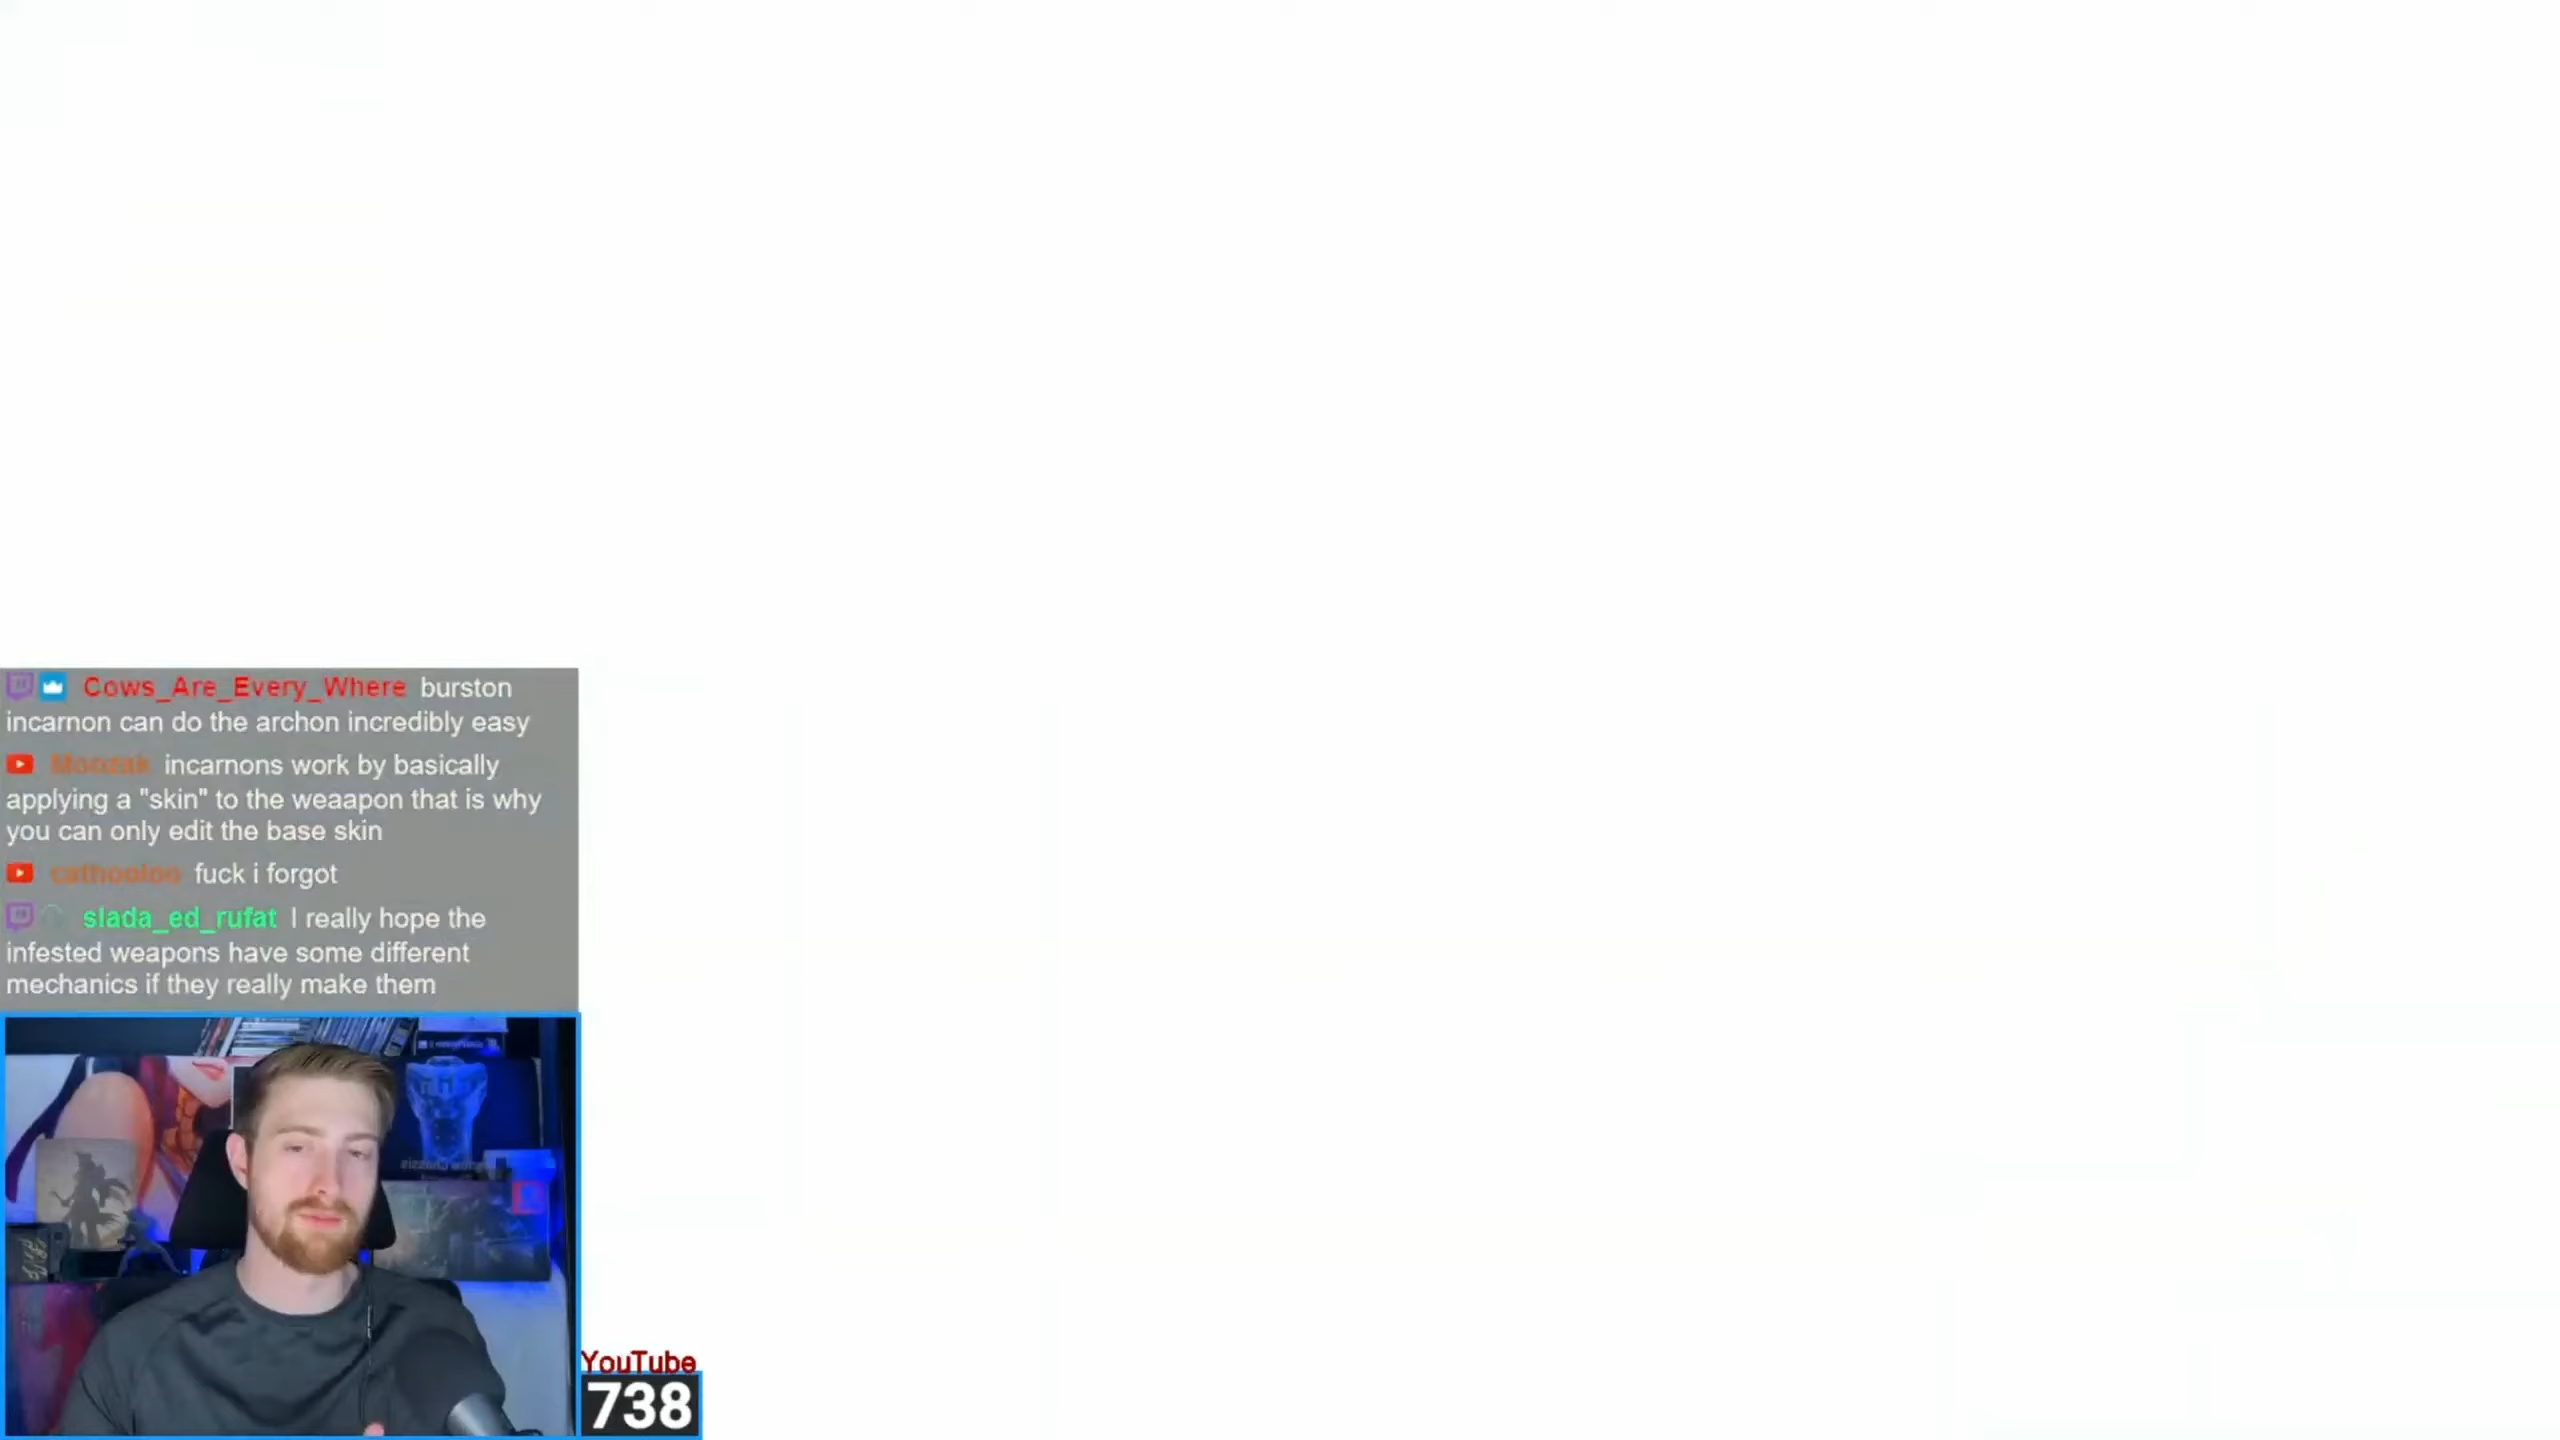 Cows_Are_Every_Where burston
incarnon can do the archon incredibly easy
Moozak incarnons work by basically
applying a "skin" to the weaapon that is why
you can only edit the base skin
cathooloo fuck i forgot
slada_ed_rufat I really hope the
infested weapons have some different
mechanics if they really make them
YouTube
738